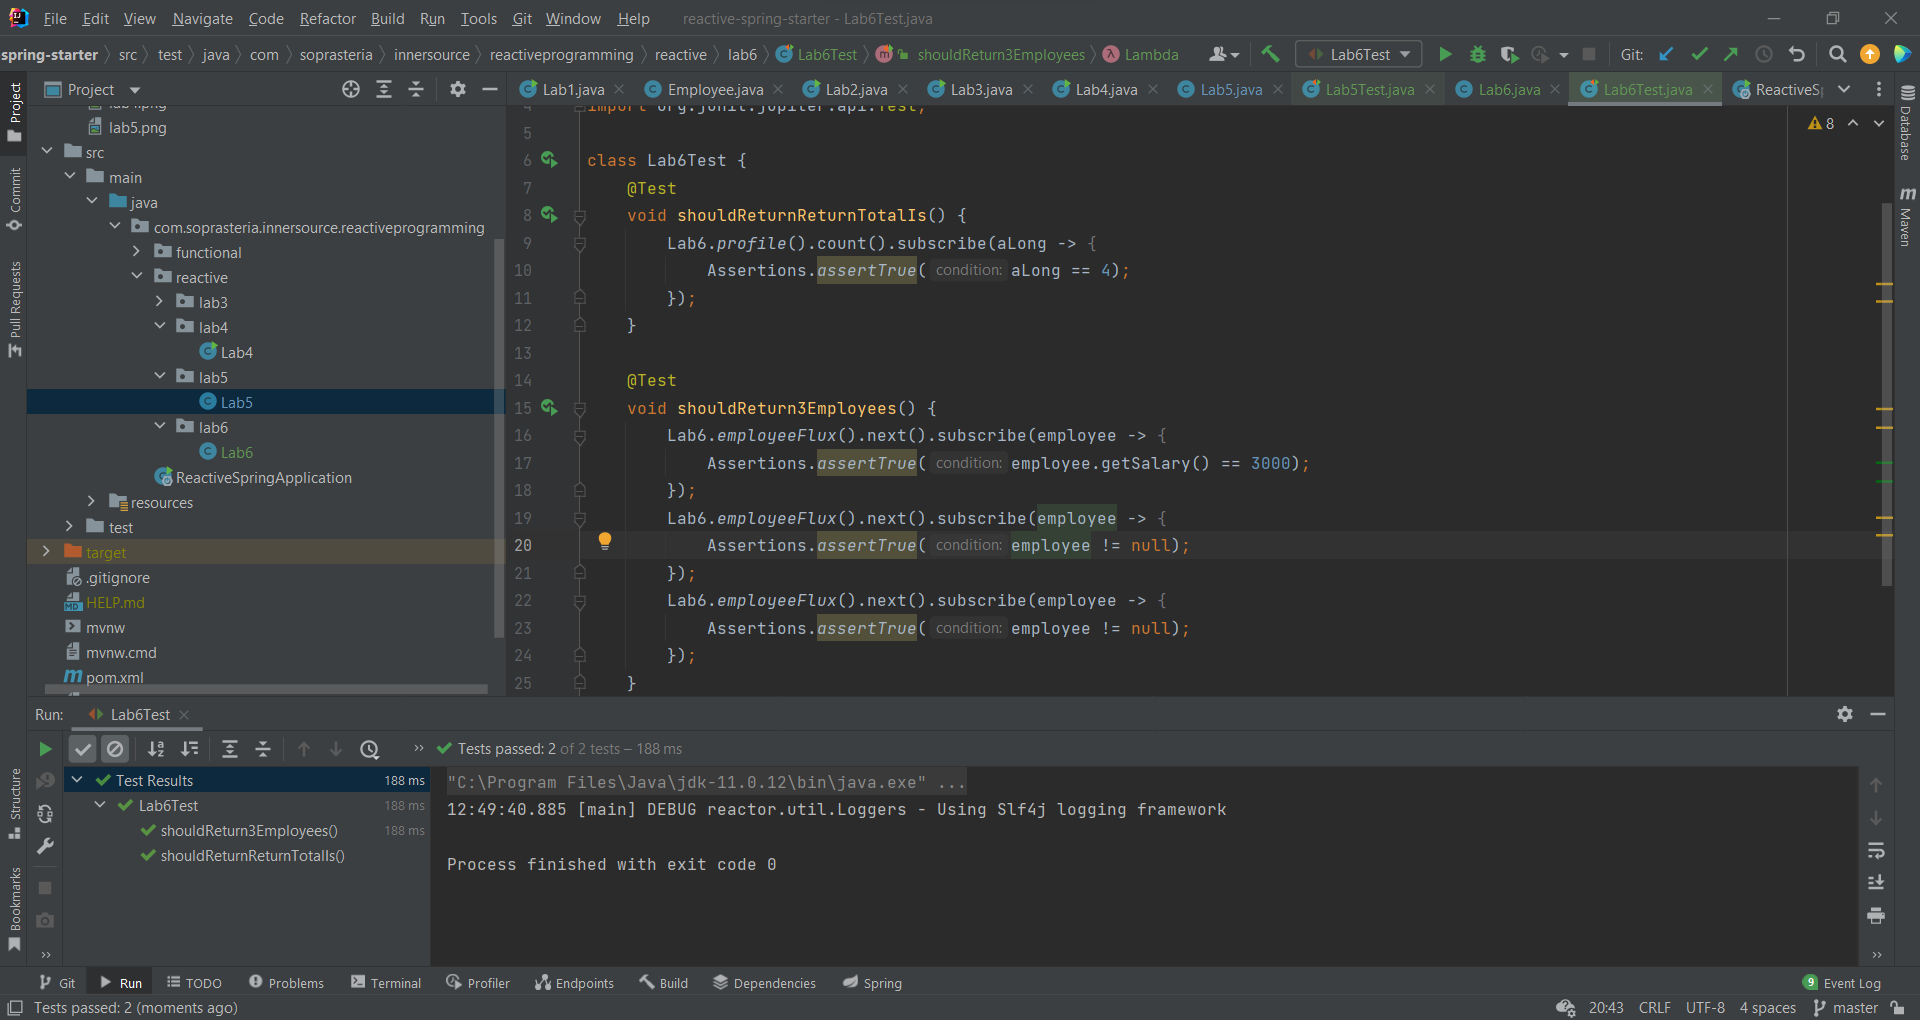 File Edit View Navigate Code Refactor Build Run Tools Git Window Help reactive-spring-starter - Lab6Test.java
spring-starter src test java com soprasteria innersource reactiveprogramming reactive lab6 Lab6Test shouldReturn3Employees Lambda Lab6Test Git:
Project
Lab1.java Employee.java Lab2.java Lab3.java Lab4.java Lab5.java Lab5Test.java Lab6.java Lab6Test.java ReactiveS
Project
Commit
Pull Requests
Structure
Bookmarks
lab5.png
src
main
java
com.soprasteria.innersource.reactiveprogramming
functional
reactive
lab3
lab4
Lab4
lab5
Lab5
lab6
Lab6
ReactiveSpringApplication
resources
test
target
.gitignore
HELP.md
mvnw
mvnw.cmd
pom.xml
8
4 import org.junit.jupiter.api.Test;
5
6 class Lab6Test {
7 @Test
8 void shouldReturnReturnTotalIs() {
9 Lab6.profile().count().subscribe(aLong -> {
10 Assertions.assertTrue( condition: aLong == 4);
11 });
12 }
13
14 @Test
15 void shouldReturn3Employees() {
16 Lab6.employeeFlux().next().subscribe(employee -> {
17 Assertions.assertTrue( condition: employee.getSalary() == 3000);
18 });
19 Lab6.employeeFlux().next().subscribe(employee -> {
20 Assertions.assertTrue( condition: employee != null);
21 });
22 Lab6.employeeFlux().next().subscribe(employee -> {
23 Assertions.assertTrue( condition: employee != null);
24 });
25 }
Database
Maven
Run: Lab6Test
Tests passed: 2 of 2 tests – 188 ms
Test Results 188 ms
Lab6Test 188 ms
shouldReturn3Employees() 188 ms
shouldReturnReturnTotalIs()
"C:\Program Files\Java\jdk-11.0.12\bin\java.exe" ...
12:49:40.885 [main] DEBUG reactor.util.Loggers - Using Slf4j logging framework
Process finished with exit code 0
Git Run TODO Problems Terminal Profiler Endpoints Build Dependencies Spring 9 Event Log
Tests passed: 2 (moments ago) 20:43 CRLF UTF-8 4 spaces master